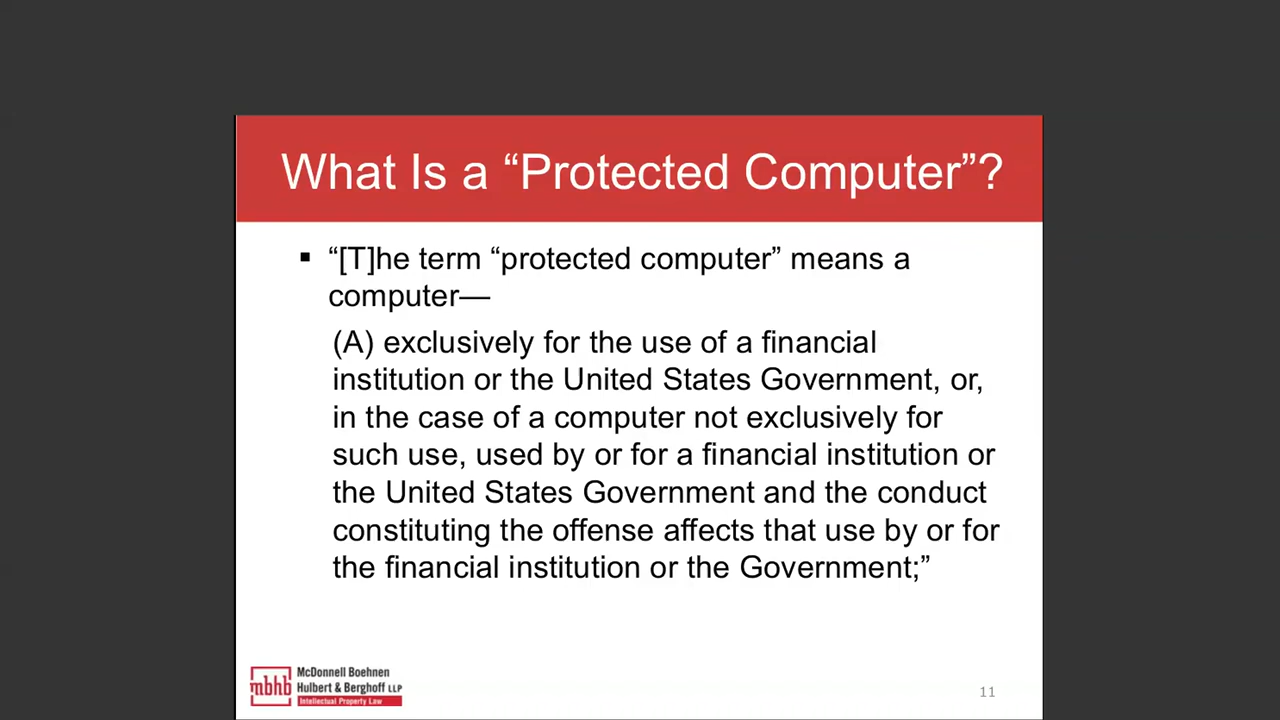 What Is a “Protected Computer”?
▪ “[T]he term “protected computer” means a
computer—
(A) exclusively for the use of a financial
institution or the United States Government, or,
in the case of a computer not exclusively for
such use, used by or for a financial institution or
the United States Government and the conduct
constituting the offense affects that use by or for
the financial institution or the Government;”
mbhb
McDonnell Boehnen
Hulbert & Berghoff LLP
Intellectual Property Law
11